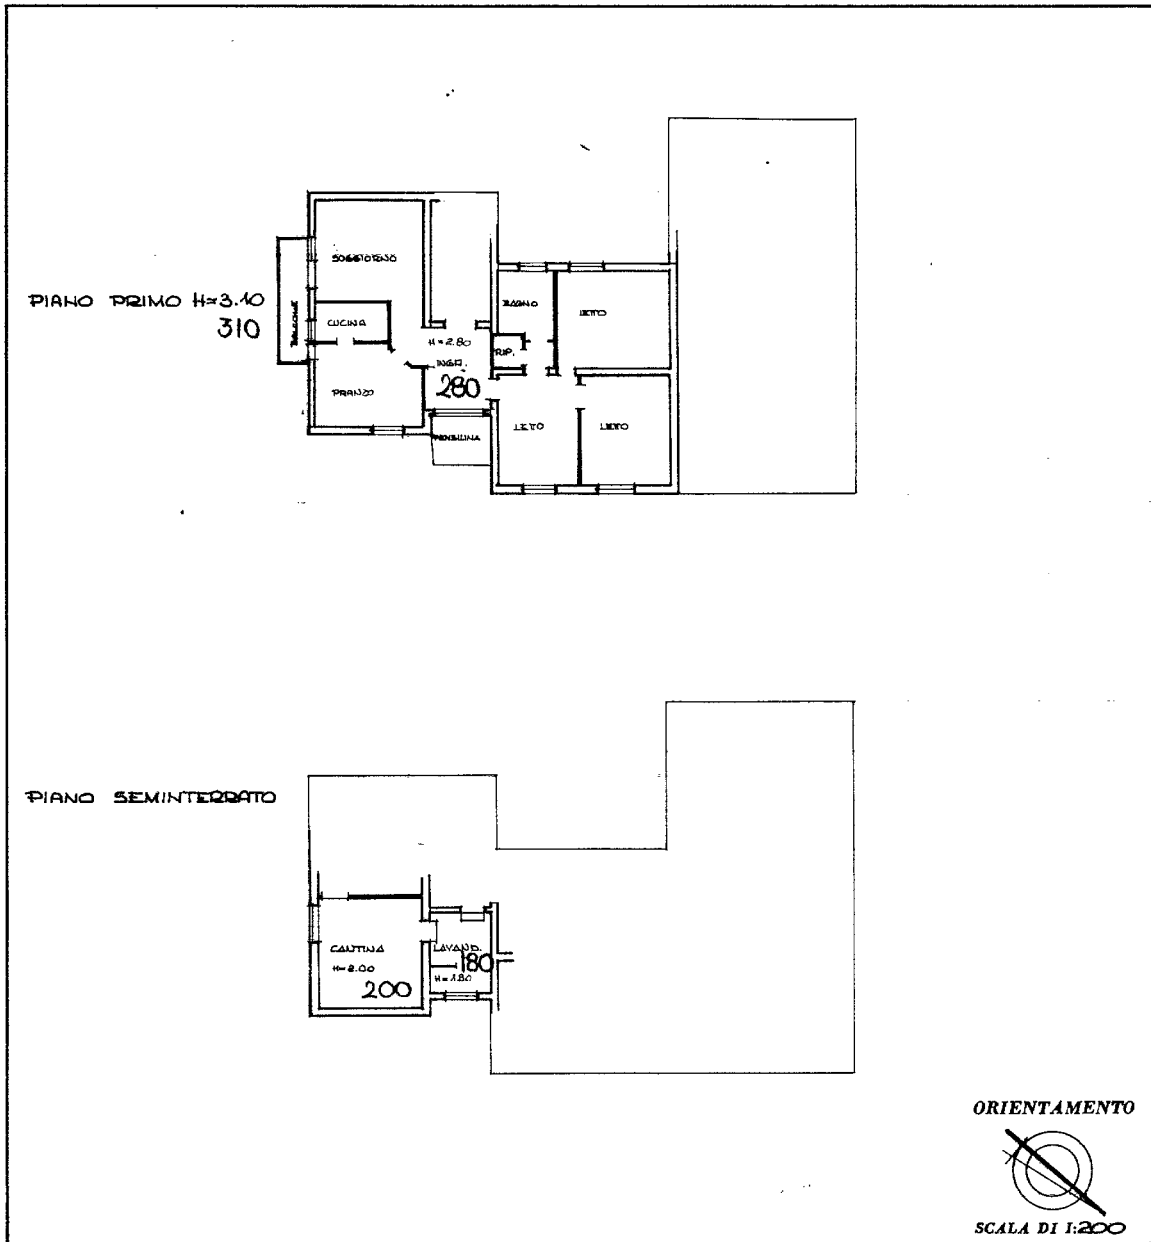 SOGGIORNO
PIANO PRIMO H=3.10
310
BALCONE
CUCINA
PRANZO
H=2.80
INGR.
280
PENSILINA
BAGNO
RIP.
LETTO
LETTO
LETTO
PIANO SEMINTERRATO
CANTINA
H=2.00
200
LAVAND.
180
H=1.80
ORIENTAMENTO
SCALA DI 1:200